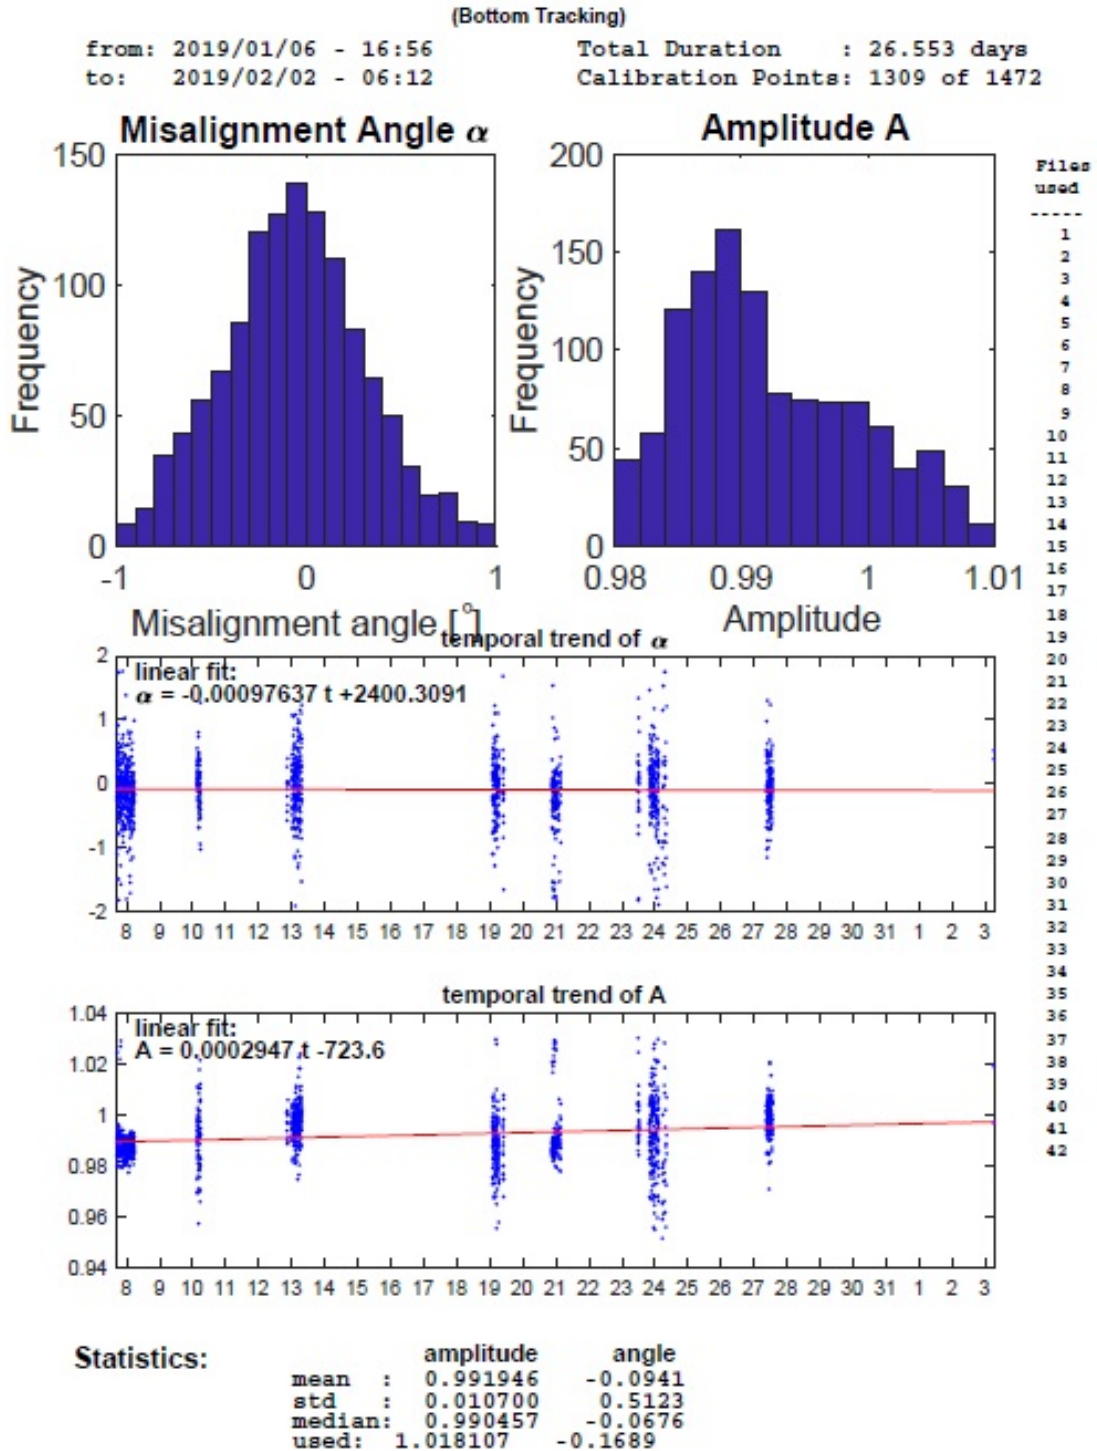 (Bottom Tracking)
from: 2019/01/06 - 16:56 Total Duration : 26.553 days
to: 2019/02/02 - 06:12 Calibration Points: 1309 of 1472
Misalignment Angle α
150
100
50
0
Frequency
-1 0 1
Misalignment angle [°]
Amplitude A
200
150
100
50
0
Frequency
0.98 0.99 1 1.01
Amplitude
Files
used
-----
1
2
3
4
5
6
7
8
9
10
11
12
13
14
15
16
17
18
19
20
21
22
23
24
25
26
27
28
29
30
31
32
33
34
35
36
37
38
39
40
41
42
temporal trend of α
linear fit:
α = -0.00097637 t +2400.3091
2
1
0
-1
-2
8 9 10 11 12 13 14 15 16 17 18 19 20 21 22 23 24 25 26 27 28 29 30 31 1 2 3
temporal trend of A
linear fit:
A = 0.0002947 t -723.6
1.04
1.02
1
0.98
0.96
0.94
8 9 10 11 12 13 14 15 16 17 18 19 20 21 22 23 24 25 26 27 28 29 30 31 1 2 3
Statistics:
amplitude angle
mean : 0.991946 -0.0941
std : 0.010700 0.5123
median: 0.990457 -0.0676
used: 1.018107 -0.1689